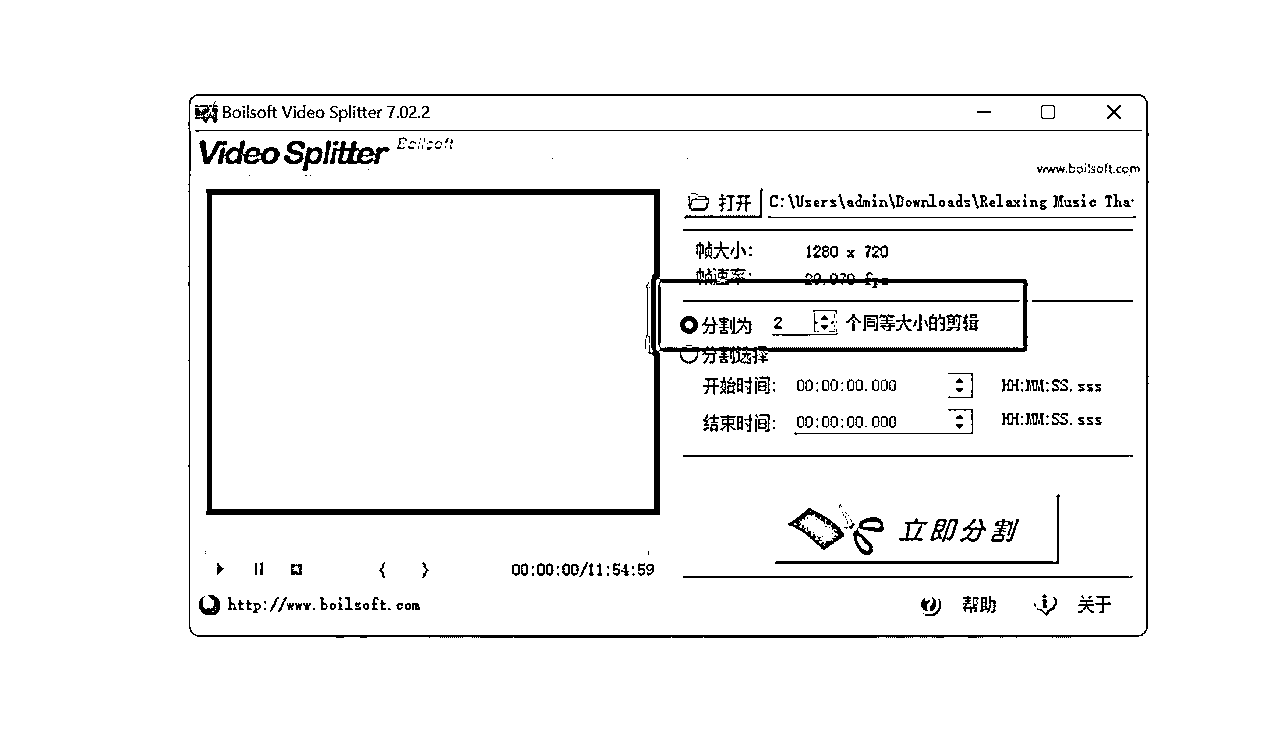 Boilsoft Video Splitter 7.02.2
Video Splitter Boilsoft
www.boilsoft.com
打开 C:\Users\admin\Downloads\Relaxing Music Tha
帧大小: 1280 x 720
帧速率: 29.970 fps
分割为 2 个同等大小的剪辑
分割选择
开始时间: 00:00:00.000 HH:MM:SS.sss
结束时间: 00:00:00.000 HH:MM:SS.sss
立即分割
{ } 00:00:00/11:54:59
http://www.boilsoft.com 帮助 关于